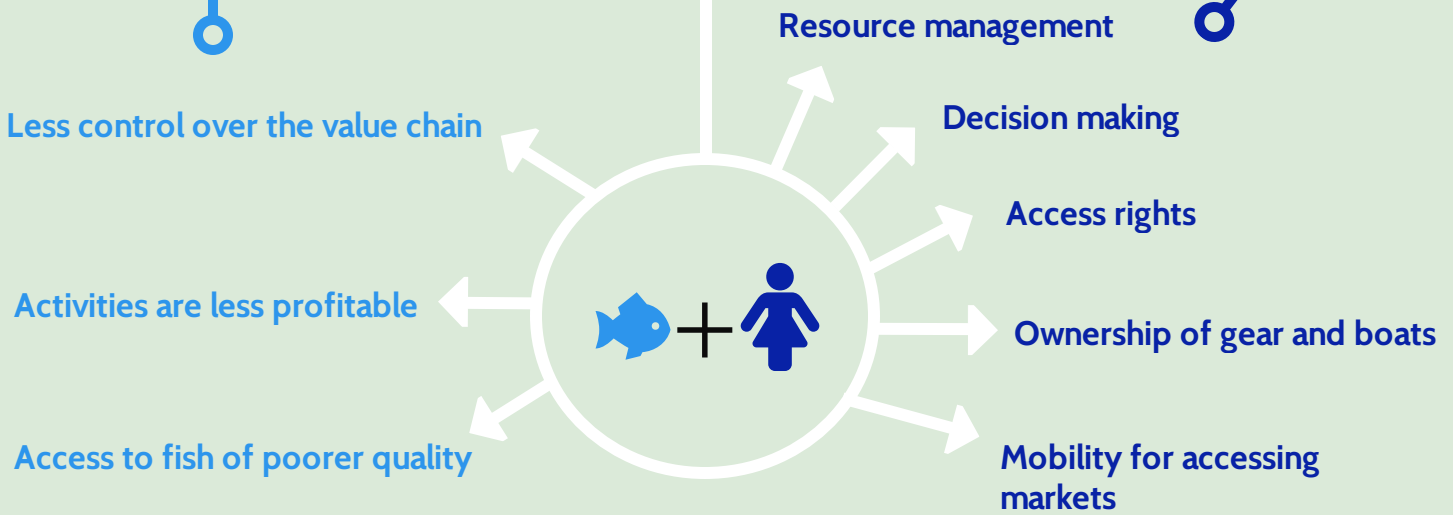 Less control over the value chain
Activities are less profitable
Access to fish of poorer quality
Resource management
Decision making
Access rights
Ownership of gear and boats
Mobility for accessing
markets